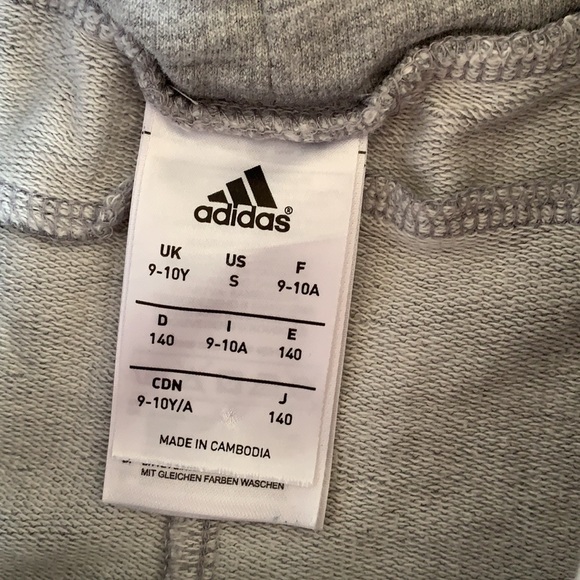 adidas®
UK US F
9-10Y S 9-10A
D I E
140 9-10A 140
CDN J
9-10Y/A 140
MADE IN CAMBODIA
MIT GLEICHEN FARBEN WASCHEN